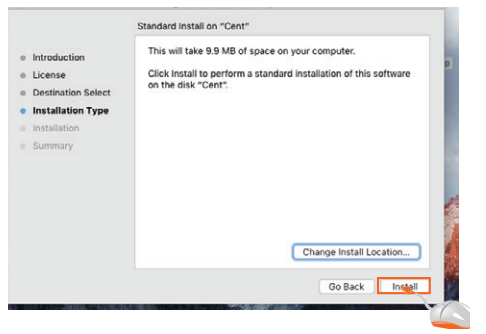 Standard Install on "Cent"
Introduction
License
Destination Select
Installation Type
Installation
Summary
This will take 9.9 MB of space on your computer.
Click Install to perform a standard installation of this software
on the disk "Cent".
Change Install Location...
Go Back
Install